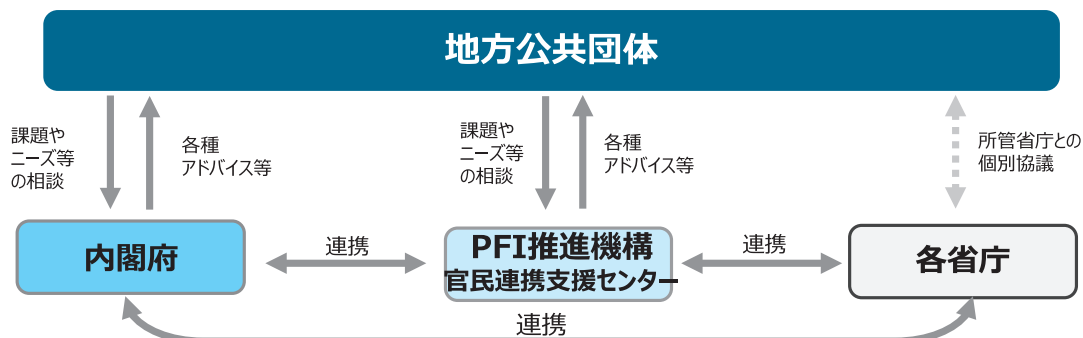 地方公共団体
課題や
ニーズ等
の相談
各種
アドバイス等
課題や
ニーズ等
の相談
各種
アドバイス等
所管省庁との
個別協議
内閣府
連携
PFI推進機構
官民連携支援センター
連携
各省庁
連携